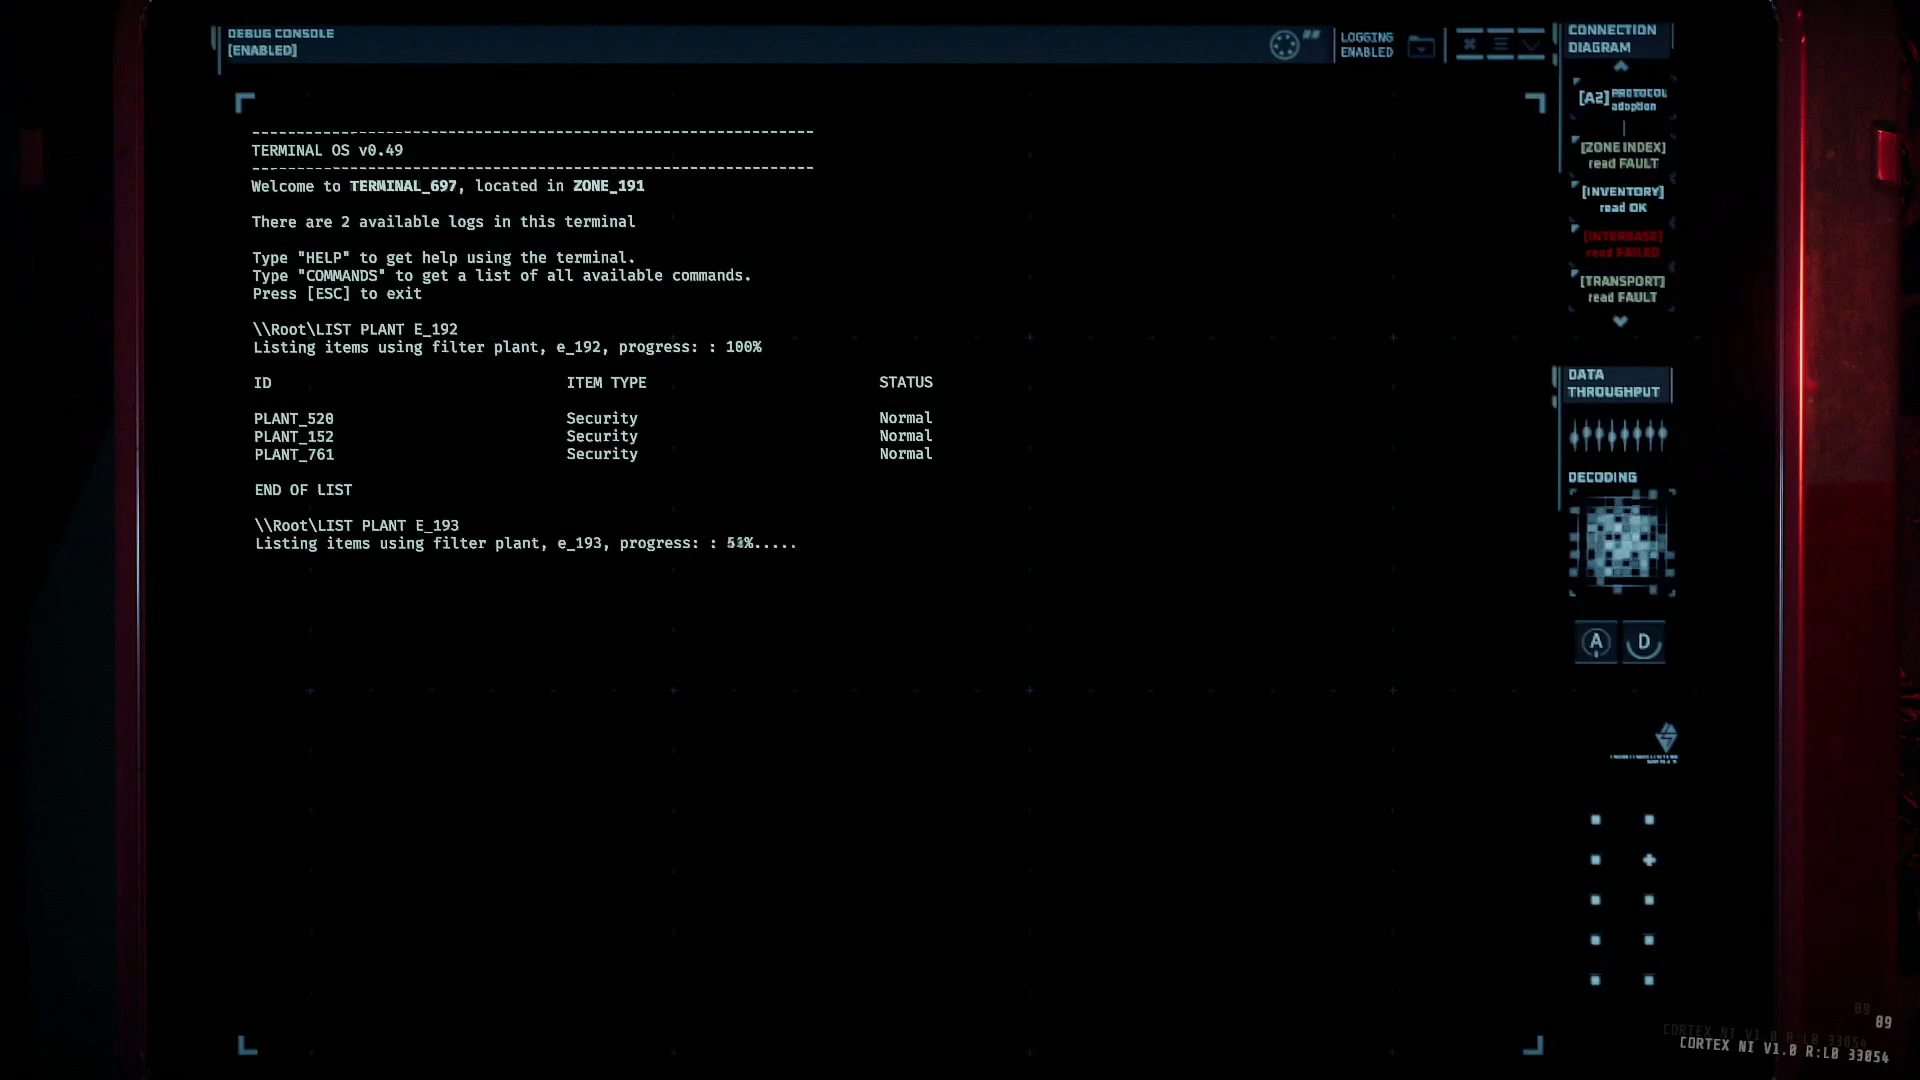 DEBUG CONSOLE
[ENABLED]
LOGGING
ENABLED
------------------------------------------------------------------
TERMINAL OS v0.49
------------------------------------------------------------------
Welcome to TERMINAL_697, located in ZONE_191
There are 2 available logs in this terminal
Type "HELP" to get help using the terminal.
Type "COMMANDS" to get a list of all available commands.
Press [ESC] to exit
\\Root\LIST PLANT E_192
Listing items using filter plant, e_192, progress: : 100%
ID ITEM TYPE STATUS
PLANT_520 Security Normal
PLANT_152 Security Normal
PLANT_761 Security Normal
END OF LIST
\\Root\LIST PLANT E_193
Listing items using filter plant, e_193, progress: :
CONNECTION
DIAGRAM
[A2] PROTOCOL
adoption
[ZONE INDEX]
read FAULT
[INVENTORY]
read OK
[INTERBASE]
read FAILED
[TRANSPORT]
read FAULT
DATA
THROUGHPUT
DECODING
A D
89
CORTEX NI V1.0 R:L0 33054